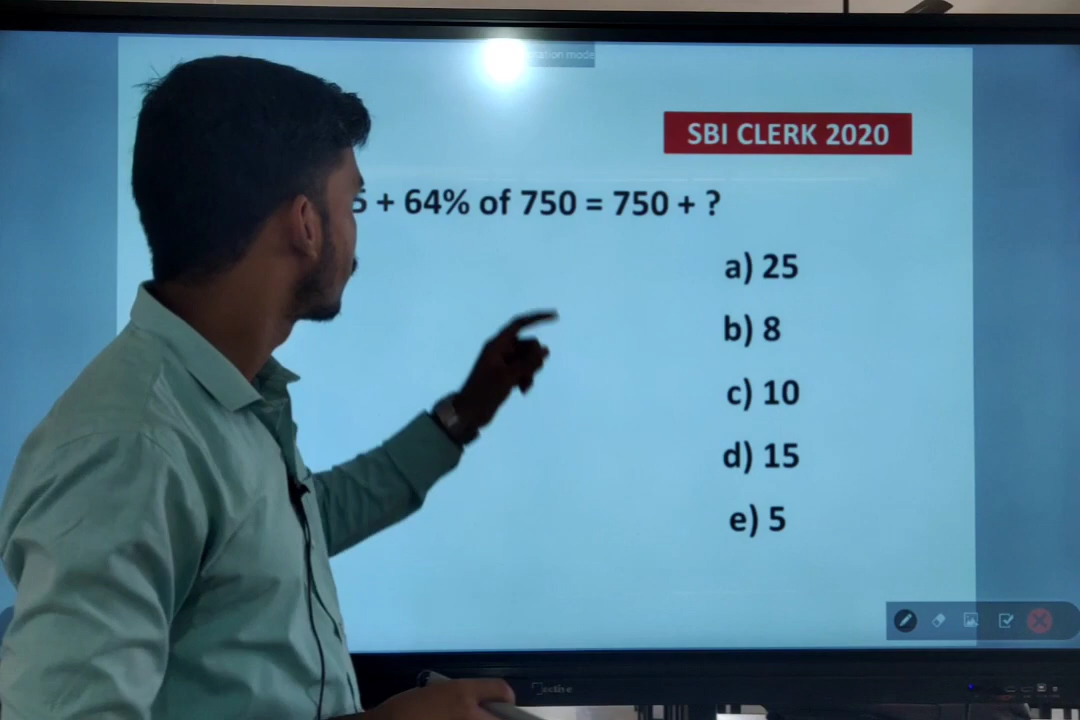 SBI CLERK 2020
5 + 64% of 750 = 750 + ?
a) 25
b) 8
c) 10
d) 15
e) 5